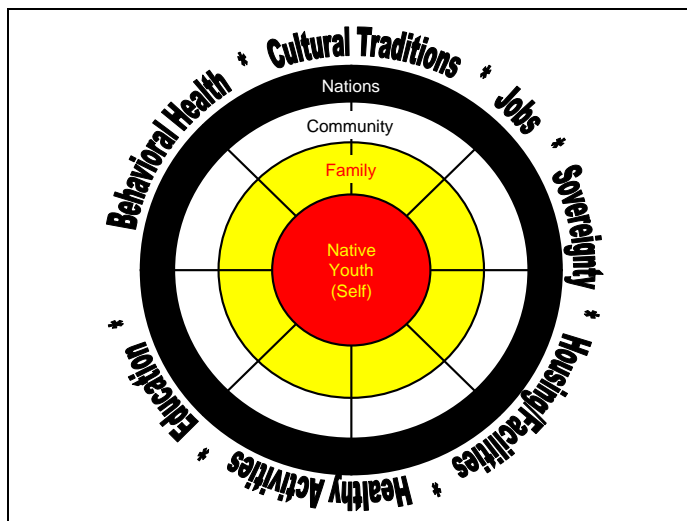 Cultural Traditions * Jobs * Sovereignty * Housing/Facilities * Healthy Activities * Education * Behavioral Health *
Nations
Community
Family
Native
Youth
(Self)